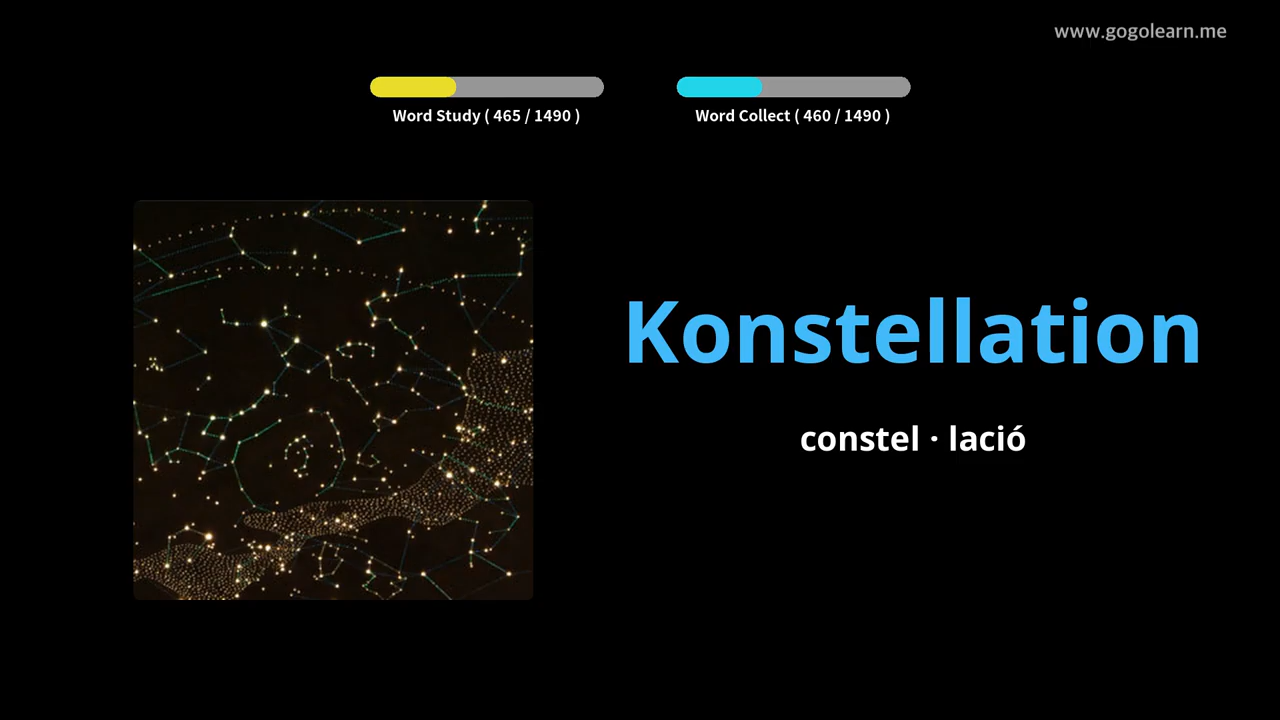 www.gogolearn.me
Word Study ( 465 / 1490 )
Word Collect ( 460 / 1490 )
Konstellation
constel · lació